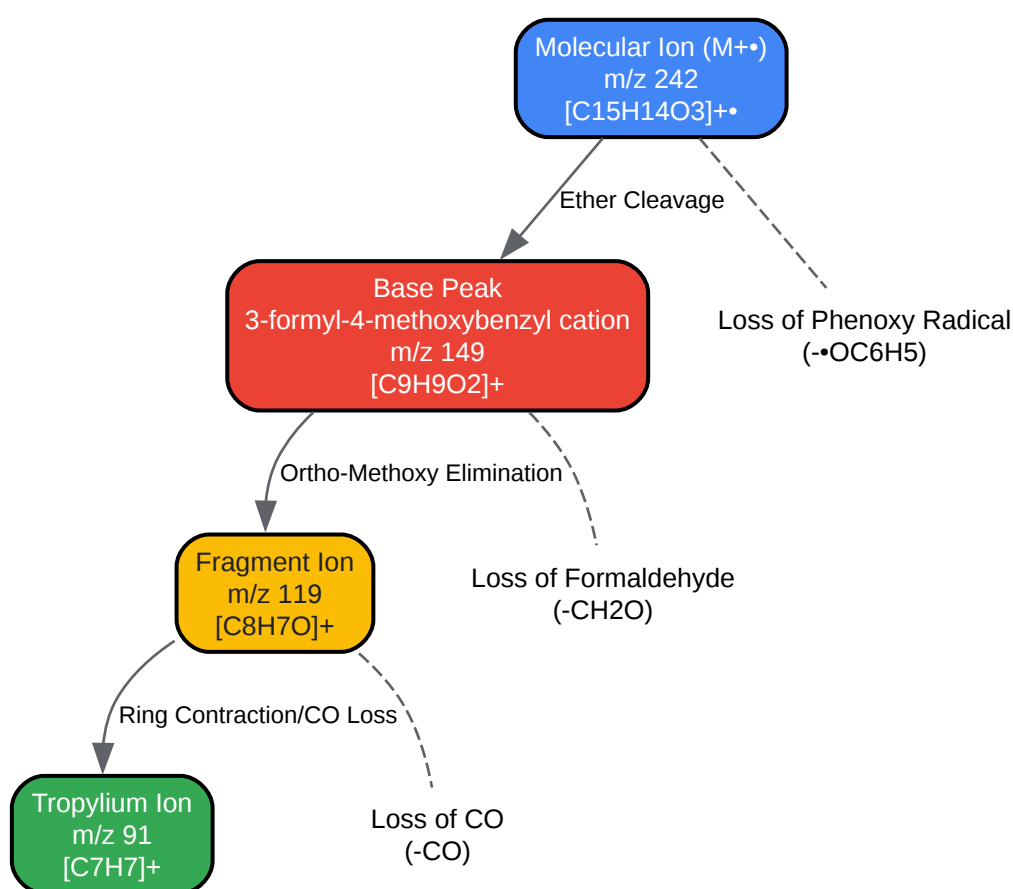 Molecular Ion (M+•)
m/z 242
[C15H14O3]+•
Ether Cleavage
Base Peak
3-formyl-4-methoxybenzyl cation
m/z 149
[C9H9O2]+
Loss of Phenoxy Radical
(-•OC6H5)
Ortho-Methoxy Elimination
Fragment Ion
m/z 119
[C8H7O]+
Loss of Formaldehyde
(-CH2O)
Ring Contraction/CO Loss
Tropylium Ion
m/z 91
[C7H7]+
Loss of CO
(-CO)